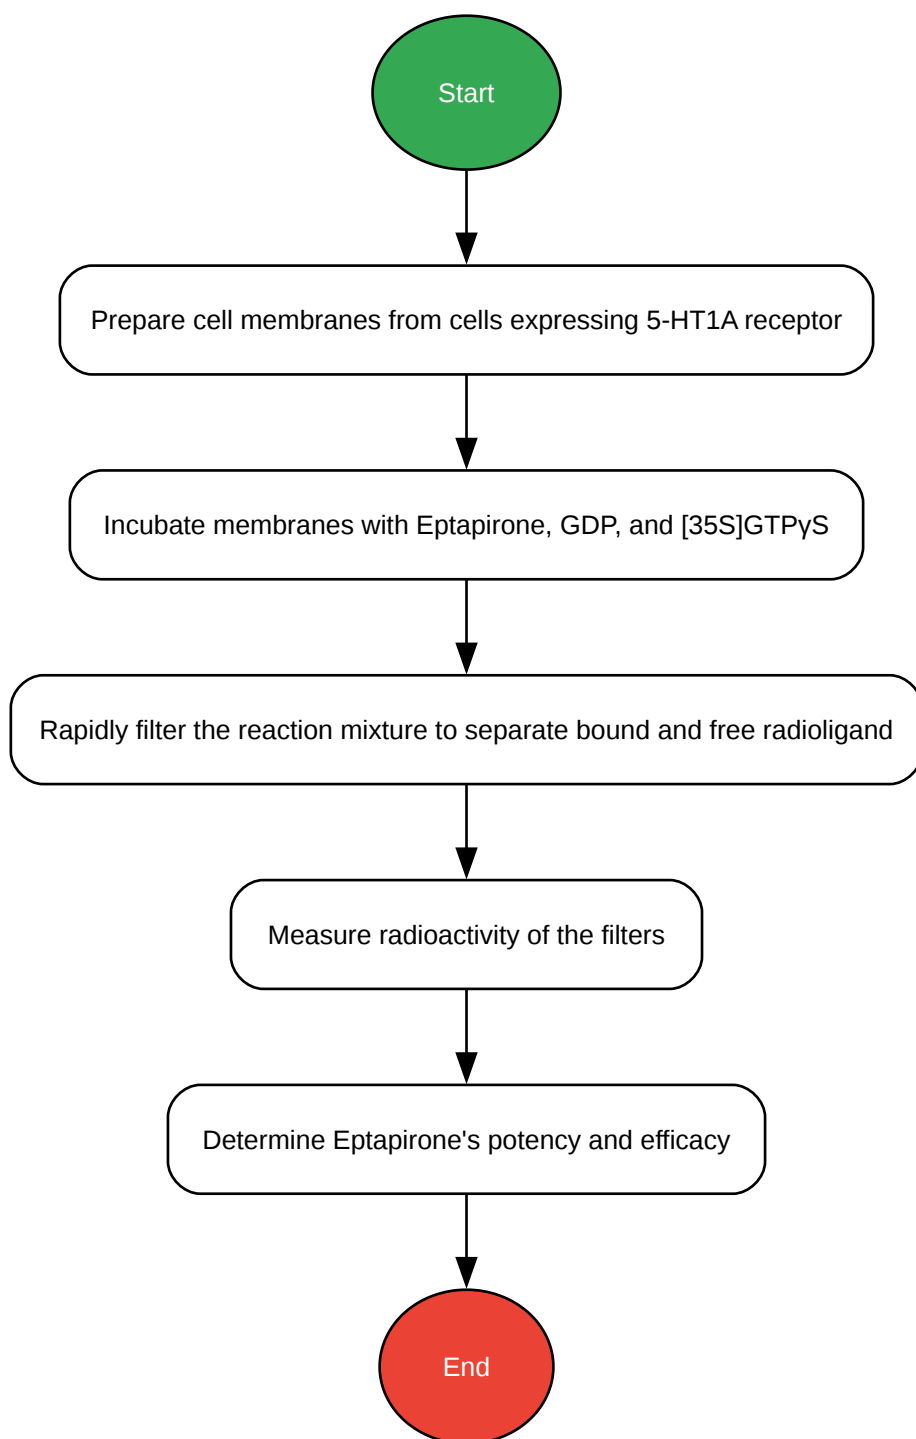 Start
Prepare cell membranes from cells expressing 5-HT1A receptor
Incubate membranes with Eptapirone, GDP, and [35S]GTPγS
Rapidly filter the reaction mixture to separate bound and free radioligand
Measure radioactivity of the filters
Determine Eptapirone's potency and efficacy
End